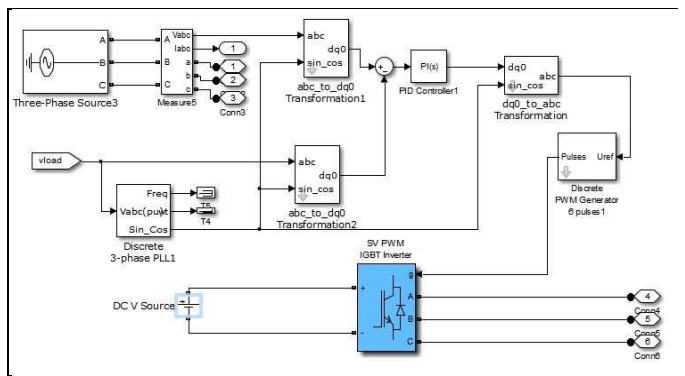 A
B
C
Three-Phase Source3
A
B
C
Vabc
Iabc
a
b
c
Measure5
1
1
2
3
Conn3
abc
dq0
sin_cos
abc_to_dq0
Transformation1
PI(s)
PID Controller1
dq0
abc
sin_cos
dq0_to_abc
Transformation
vload
abc
dq0
sin_cos
abc_to_dq0
Transformation2
Pulses
Uref
Discrete
PWM Generator
6 pulses1
Freq
Vabc(pu)
wt
Sin_Cos
Discrete
3-phase PLL1
T4
SV PWM
IGBT Inverter
g
+
A
B
-
C
DC V Source
4
Conn4
5
Conn5
6
Conn6